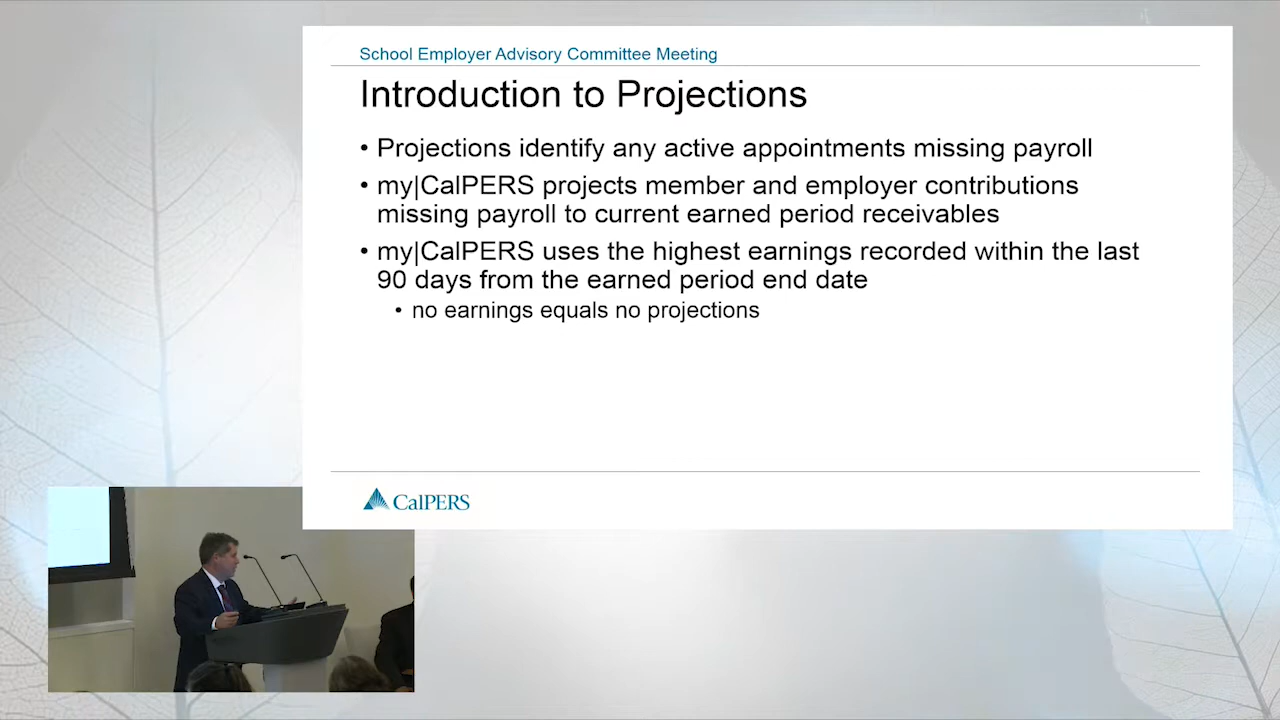 School Employer Advisory Committee Meeting
Introduction to Projections
• Projections identify any active appointments missing payroll
• my|CalPERS projects member and employer contributions
missing payroll to current earned period receivables
• my|CalPERS uses the highest earnings recorded within the last
90 days from the earned period end date
• no earnings equals no projections
CalPERS